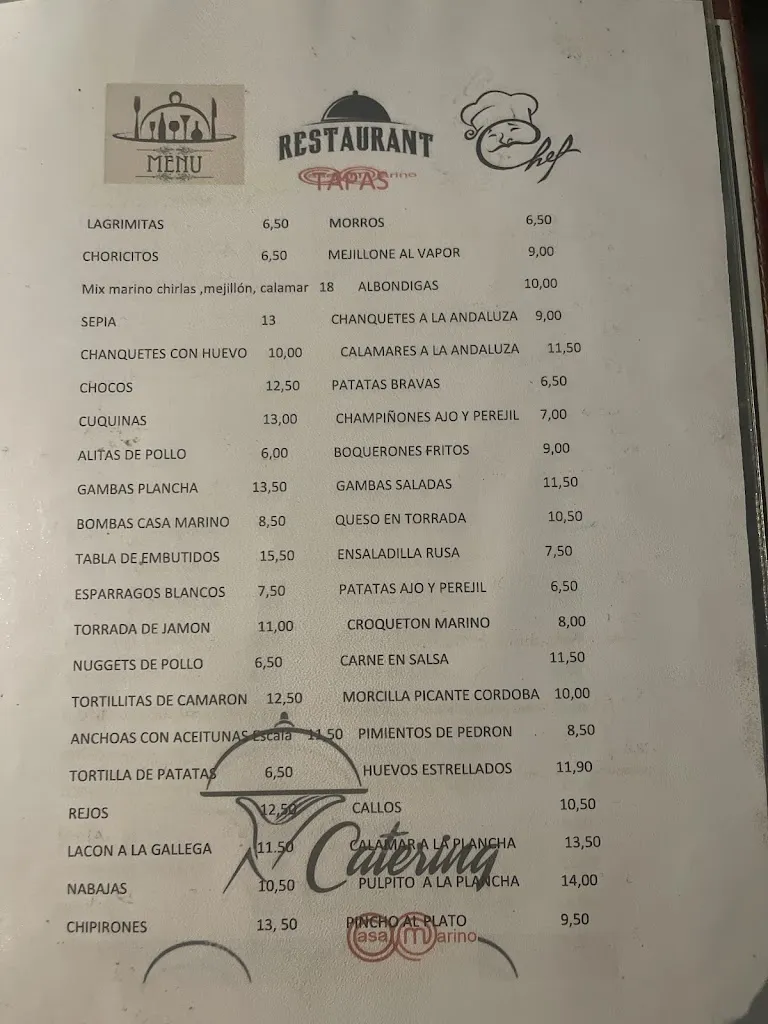 MENU
RESTAURANT
Chef
TAPAS
LAGRIMITAS 6,50 MORROS 6,50
CHORICITOS 6,50 MEJILLONE AL VAPOR 9,00
Mix marino chirlas ,mejillón, calamar 18 ALBONDIGAS 10,00
SEPIA 13 CHANQUETES A LA ANDALUZA 9,00
CHANQUETES CON HUEVO 10,00 CALAMARES A LA ANDALUZA 11,50
CHOCOS 12,50 PATATAS BRAVAS 6,50
CUQUINAS 13,00 CHAMPIÑONES AJO Y PEREJIL 7,00
ALITAS DE POLLO 6,00 BOQUERONES FRITOS 9,00
GAMBAS PLANCHA 13,50 GAMBAS SALADAS 11,50
BOMBAS CASA MARINO 8,50 QUESO EN TORRADA 10,50
TABLA DE EMBUTIDOS 15,50 ENSALADILLA RUSA 7,50
ESPARRAGOS BLANCOS 7,50 PATATAS AJO Y PEREJIL 6,50
TORRADA DE JAMON 11,00 CROQUETON MARINO 8,00
NUGGETS DE POLLO 6,50 CARNE EN SALSA 11,50
TORTILLITAS DE CAMARON 12,50 MORCILLA PICANTE CORDOBA 10,00
ANCHOAS CON ACEITUNAS Escala 11.50 PIMIENTOS DE PEDRON 8,50
TORTILLA DE PATATAS 6,50 HUEVOS ESTRELLADOS 11,90
REJOS 12,50 CALLOS 10,50
LACON A LA GALLEGA 11.50 CALAMAR A LA PLANCHA 13,50
Catering
NABAJAS 10,50 PULPITO A LA PLANCHA 14,00
CHIPIRONES 13, 50 PINCHO AL PLATO 9,50
Casa Marino